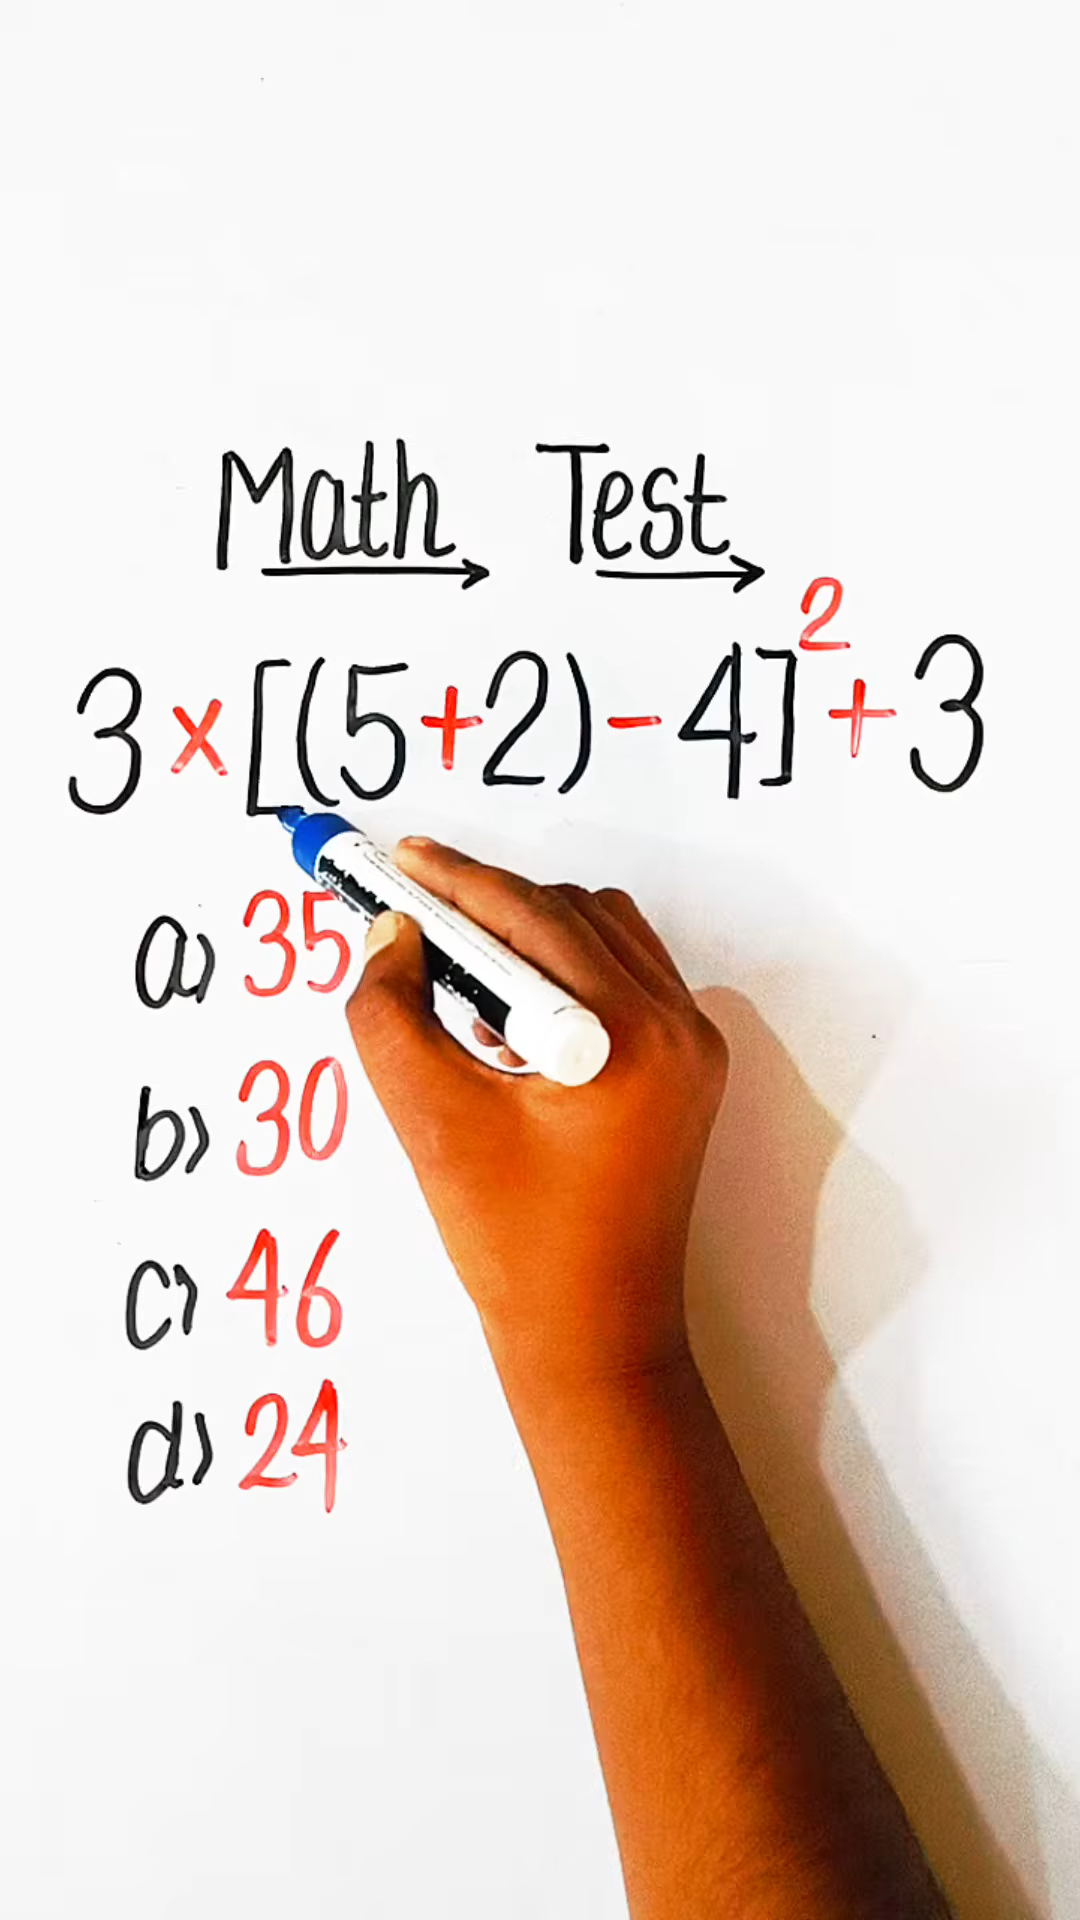 Math Test
3 × [(5+2)-4]² + 3
a) 35
b) 30
c) 46
d) 24